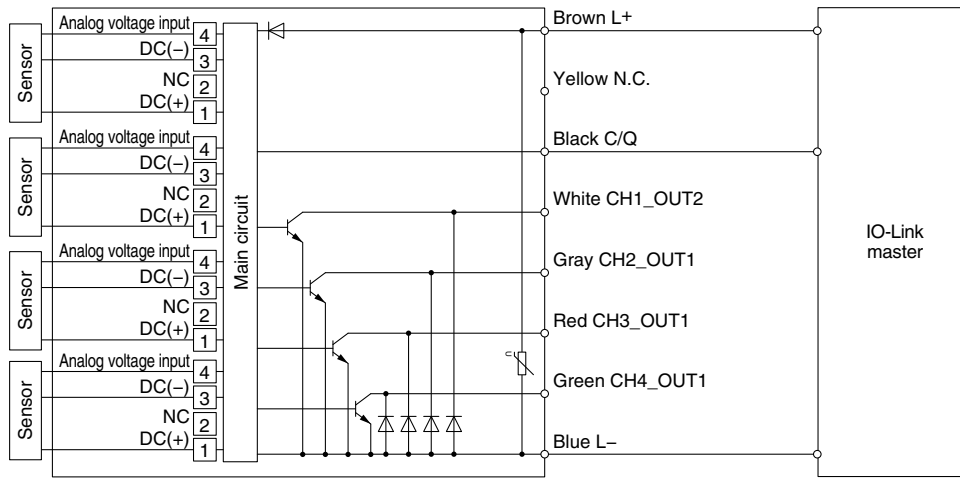 Sensor
Analog voltage input 4
DC(−) 3
NC 2
DC(+) 1
Sensor
Analog voltage input 4
DC(−) 3
NC 2
DC(+) 1
Sensor
Analog voltage input 4
DC(−) 3
NC 2
DC(+) 1
Sensor
Analog voltage input 4
DC(−) 3
NC 2
DC(+) 1
Main circuit
Brown L+
Yellow N.C.
Black C/Q
White CH1_OUT2
Gray CH2_OUT1
Red CH3_OUT1
Green CH4_OUT1
Blue L−
IO-Link
master